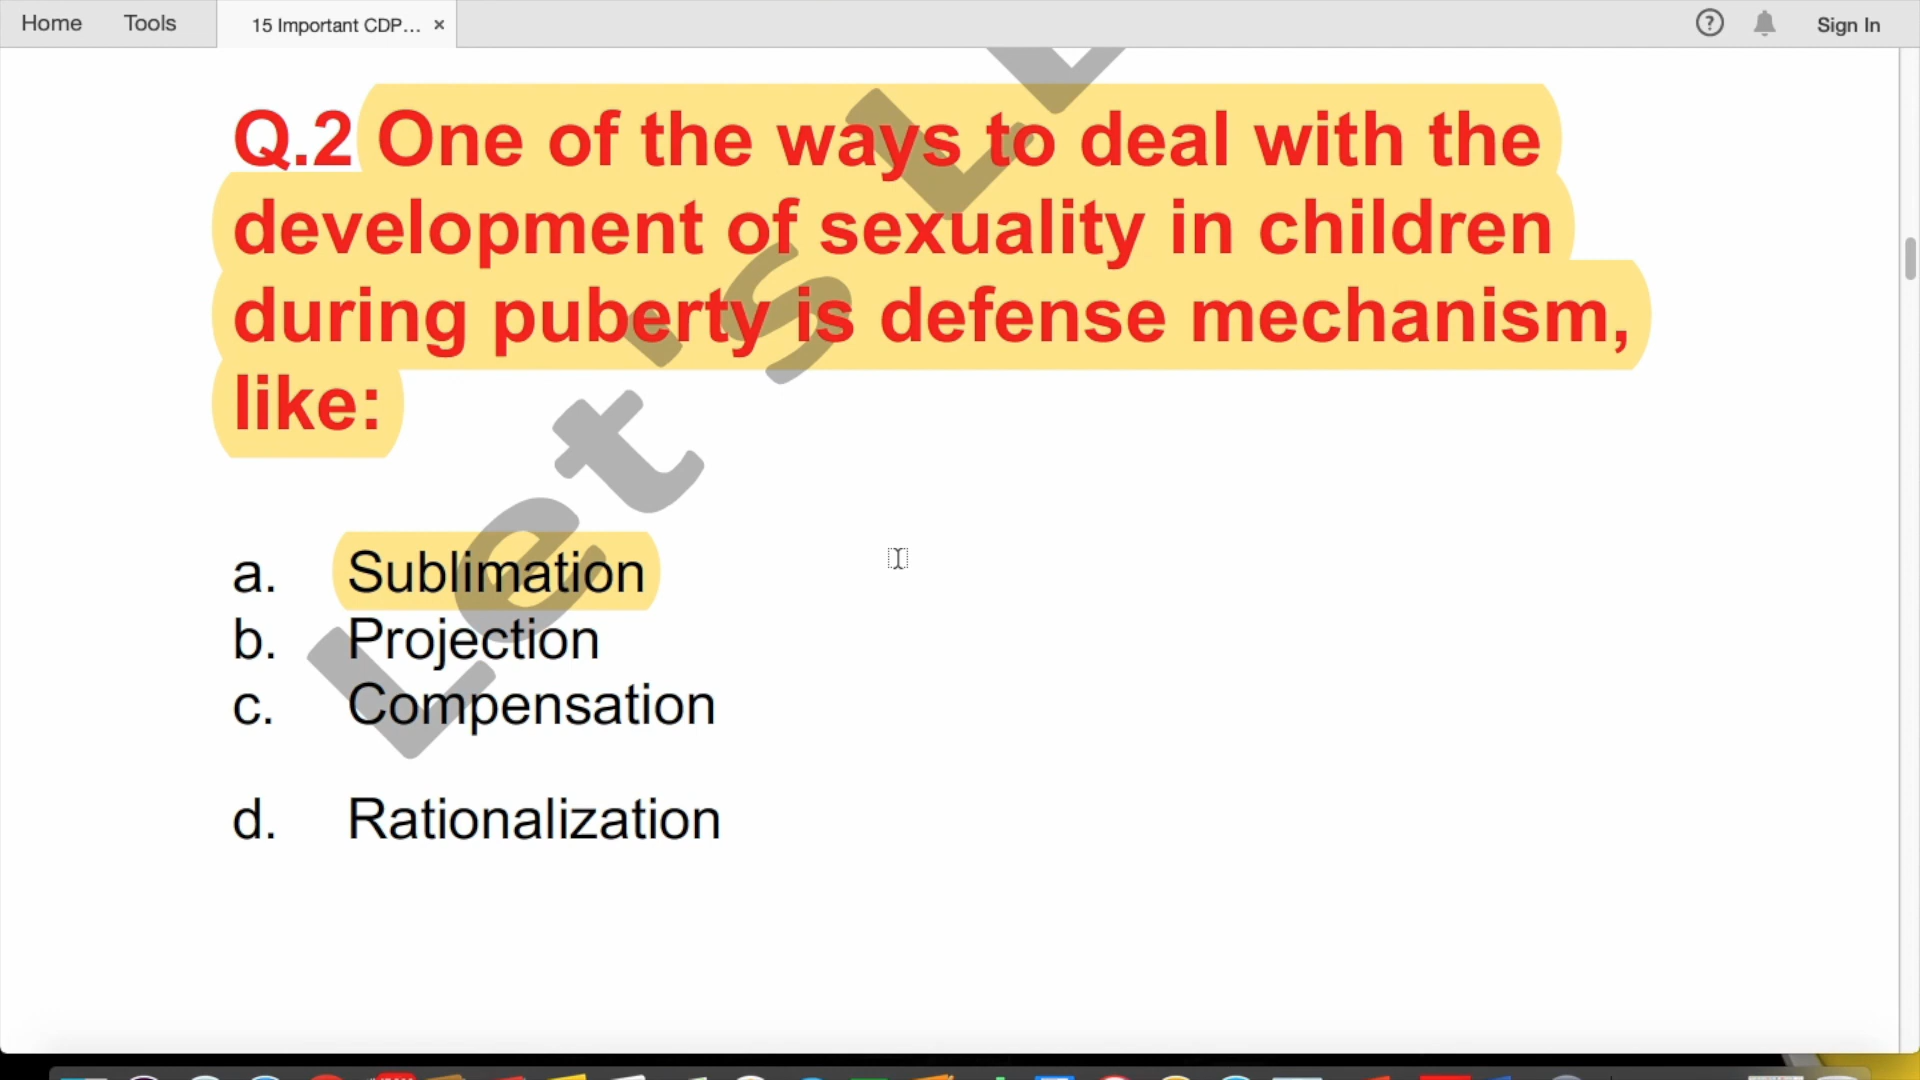 Home Tools 15 Important CDP... × Sign In
Q.2 One of the ways to deal with the
development of sexuality in children
during puberty is defense mechanism,
like:
a. Sublimation
b. Projection
c. Compensation
d. Rationalization
Let's L